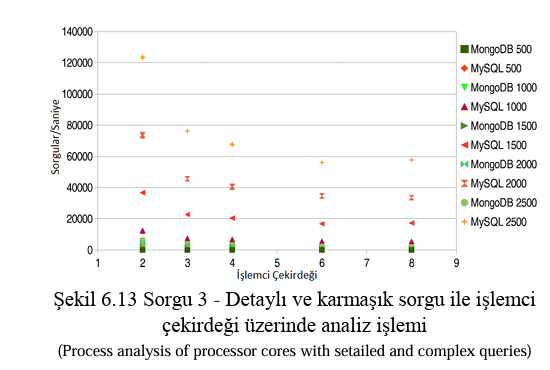 140000
120000
100000
80000
60000
40000
20000
0
Sorgular/Saniye
1 2 3 4 5 6 7 8 9
İşlemci Çekirdeği
MongoDB 500
MySQL 500
MongoDB 1000
MySQL 1000
MongoDB 1500
MySQL 1500
MongoDB 2000
MySQL 2000
MongoDB 2500
MySQL 2500
Şekil 6.13 Sorgu 3 - Detaylı ve karmaşık sorgu ile işlemci
çekirdeği üzerinde analiz işlemi
(Process analysis of processor cores with setailed and complex queries)